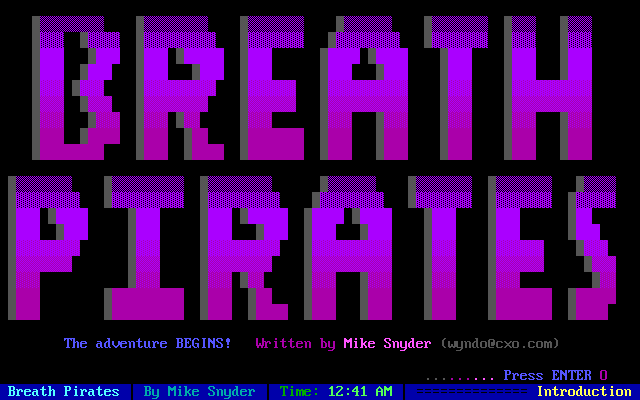 BREATH
PIRATES
The adventure BEGINS! Written by Mike Snyder (wyndo@cxo.com)
.......... Press ENTER O
Breath Pirates | By Mike Snyder | Time: 12:41 AM | -------------- Introduction